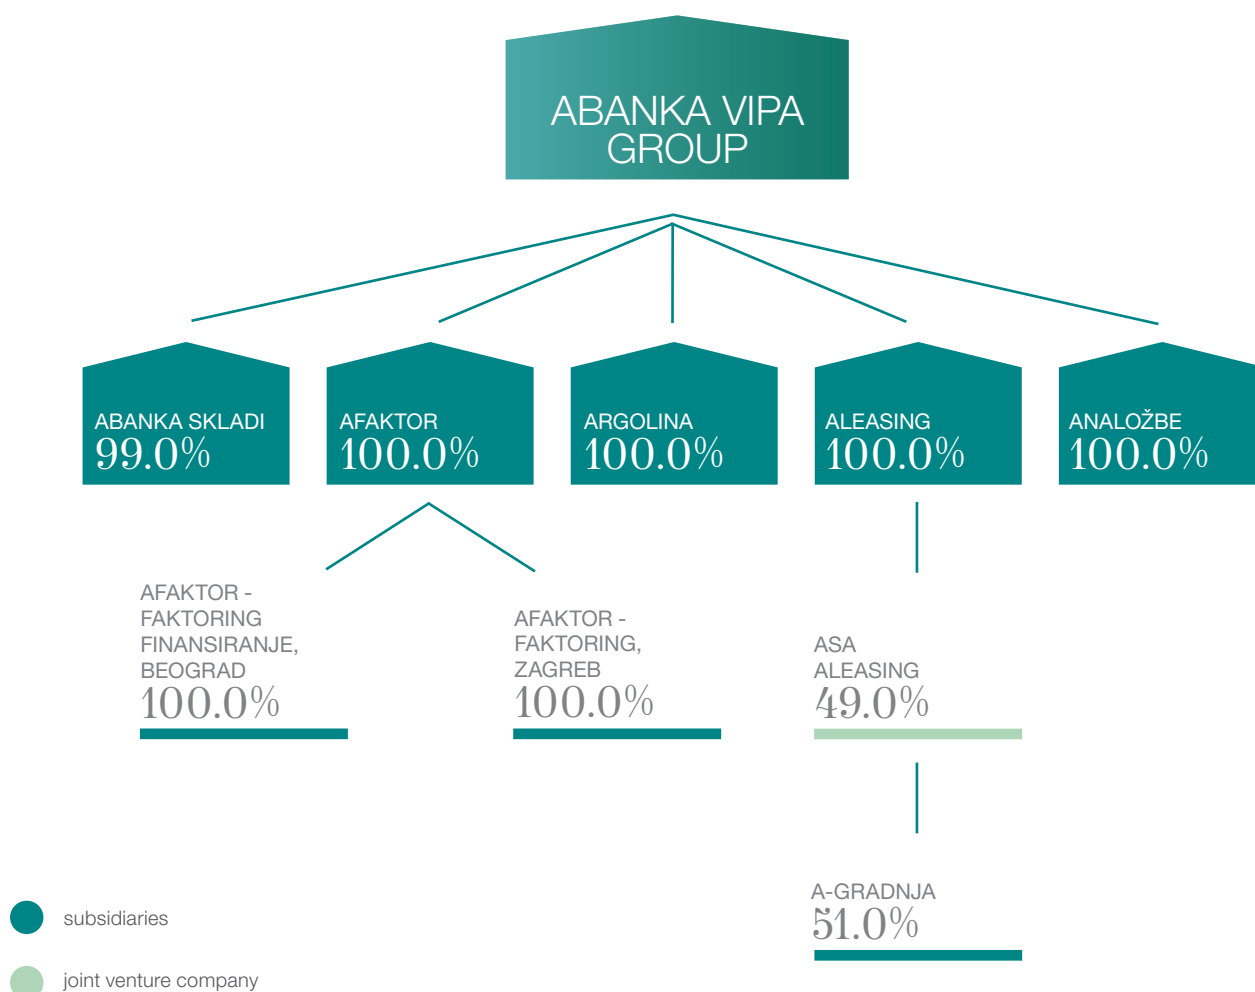 ABANKA VIPA
GROUP
ABANKA SKLADI
99.0%
AFAKTOR
100.0%
ARGOLINA
100.0%
ALEASING
100.0%
ANALOŽBE
100.0%
AFAKTOR -
FAKTORING
FINANSIRANJE,
BEOGRAD
100.0%
AFAKTOR -
FAKTORING,
ZAGREB
100.0%
ASA
ALEASING
49.0%
A-GRADNJA
51.0%
subsidiaries
joint venture company